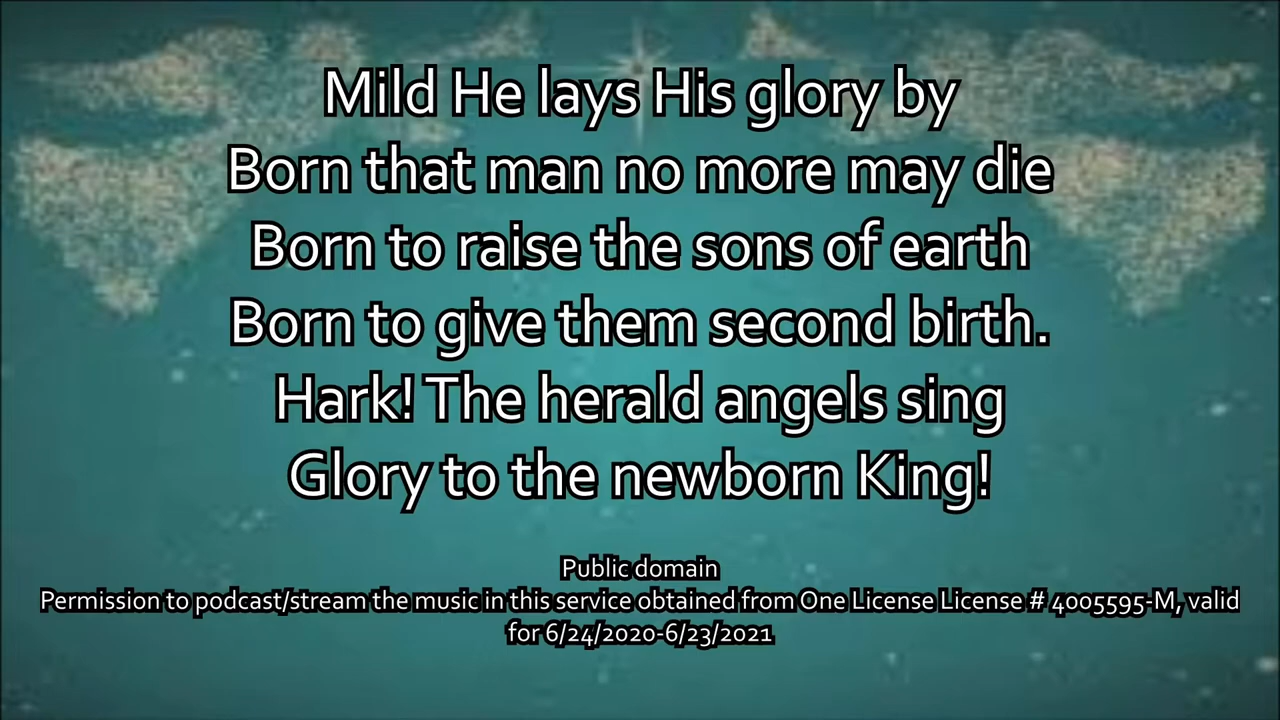 Mild He lays His glory by
Born that man no more may die
Born to raise the sons of earth
Born to give them second birth.
Hark! The herald angels sing
Glory to the newborn King!
Public domain
Permission to podcast/stream the music in this service obtained from One License License # 4005595-M, valid
for 6/24/2020-6/23/2021